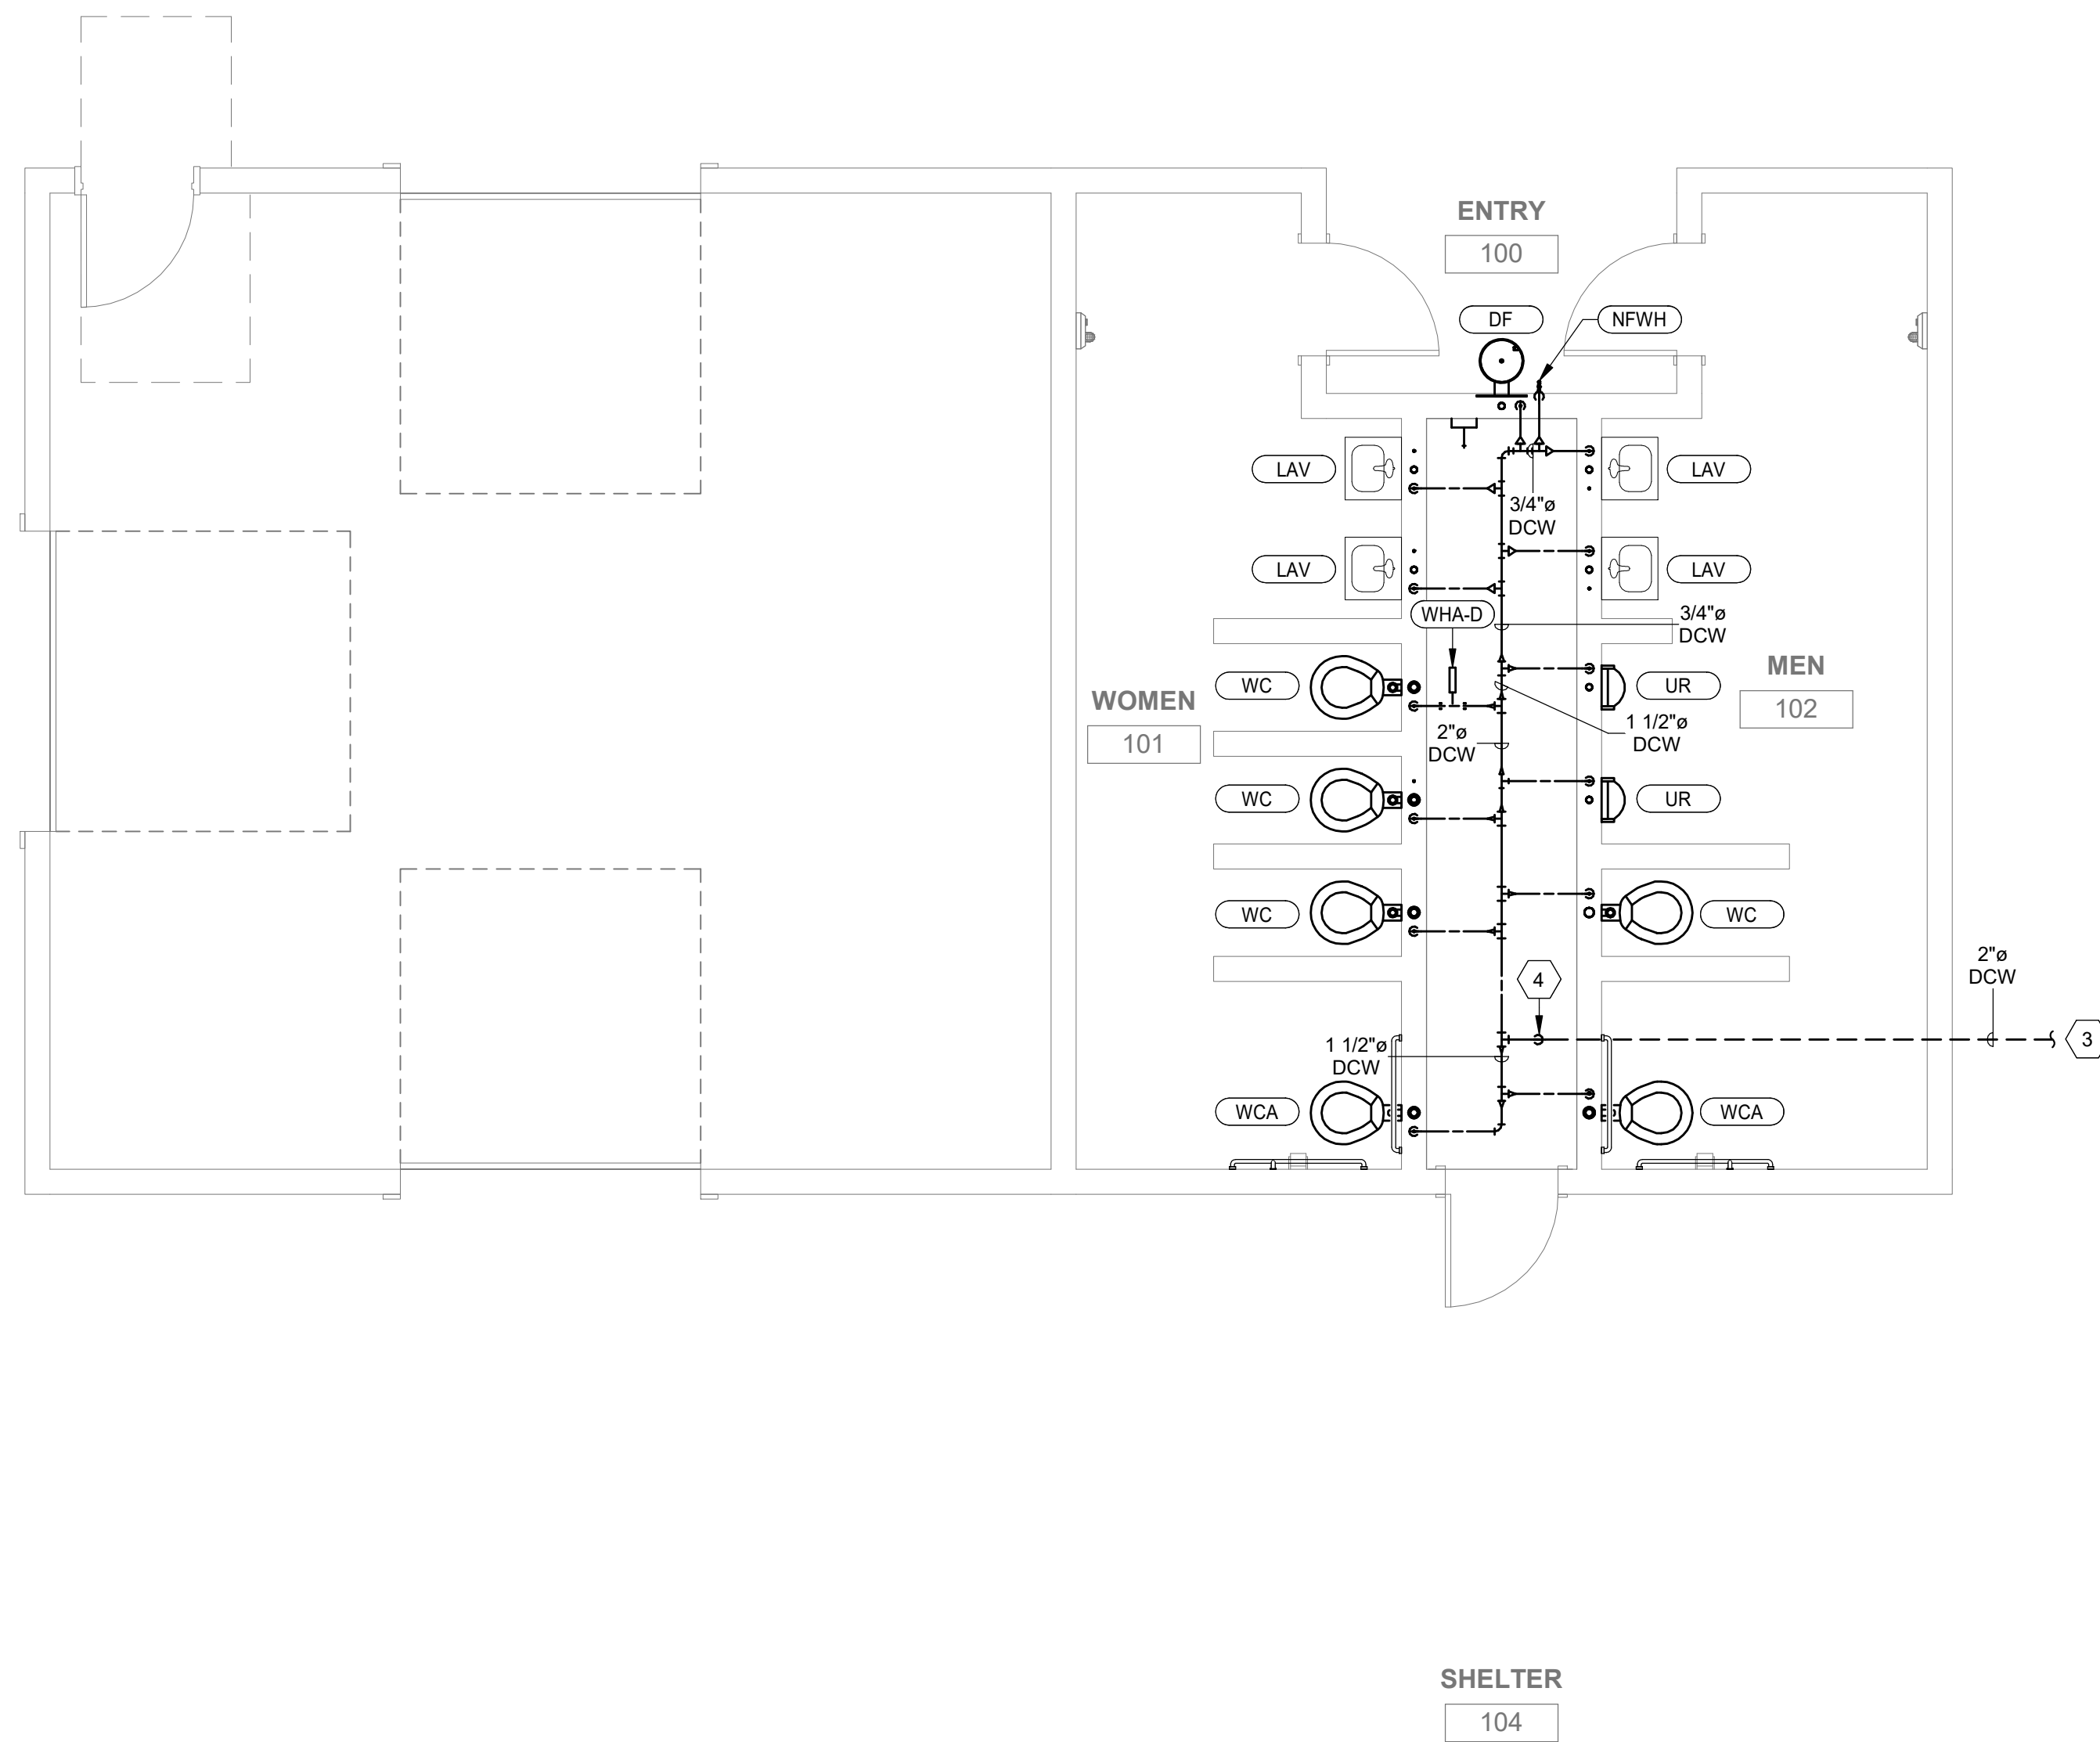 ENTRY
100
DF
NFWH
LAV
LAV
3/4"ø
DCW
LAV
LAV
WHA-D
3/4"ø
DCW
MEN
102
WC
UR
WOMEN
101
2"ø
DCW
1 1/2"ø
DCW
WC
UR
WC
WC
2"ø
DCW
4
3
1 1/2"ø
DCW
WCA
WCA
SHELTER
104